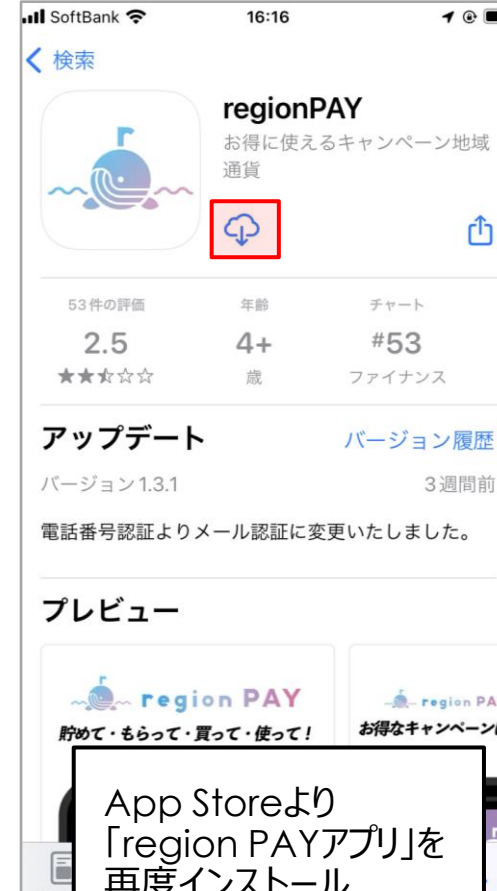 SoftBank 16:16
検索
regionPAY
お得に使えるキャンペーン地域
通貨
53件の評価 年齢 チャート
2.5 4+ #53
★★☆☆☆ 歳 ファイナンス
アップデート バージョン履歴
バージョン1.3.1 3週間前
電話番号認証よりメール認証に変更いたしました。
プレビュー
region PAY region PA
貯めて・もらって・買って・使って! お得なキャンペーン
App Storeより
「region PAYアプリ」を
再度インストール